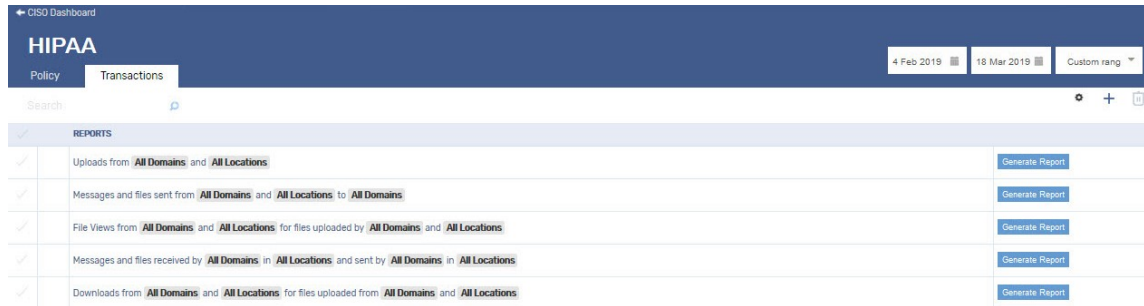 CISO Dashboard
HIPAA
4 Feb 2019 18 Mar 2019 Custom rang
Policy Transactions
Search
REPORTS
Uploads from All Domains and All Locations Generate Report
Messages and files sent from All Domains and All Locations to All Domains Generate Report
File Views from All Domains and All Locations for files uploaded by All Domains and All Locations Generate Report
Messages and files received by All Domains in All Locations and sent by All Domains in All Locations Generate Report
Downloads from All Domains and All Locations for files uploaded from All Domains and All Locations Generate Report